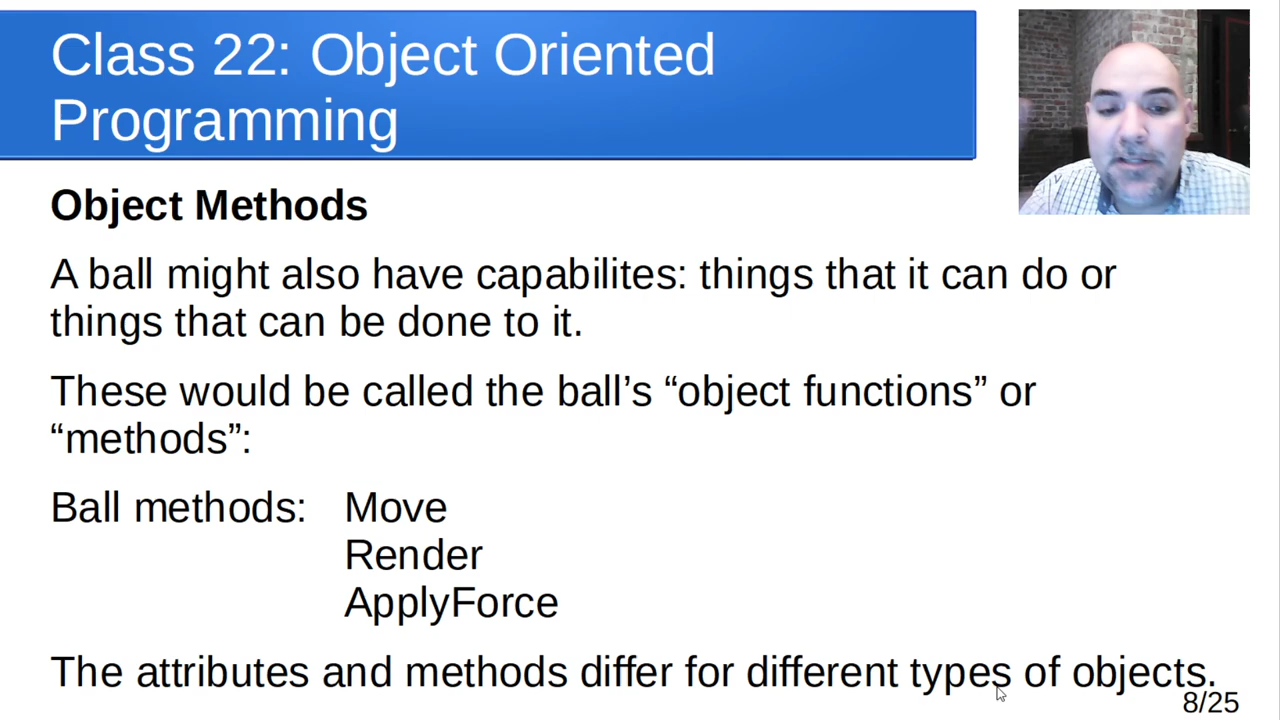 Class 22: Object Oriented
Programming
Object Methods
A ball might also have capabilites: things that it can do or
things that can be done to it.
These would be called the ball’s “object functions” or
“methods”:
Ball methods: Move
Render
ApplyForce
The attributes and methods differ for different types of objects.
8/25